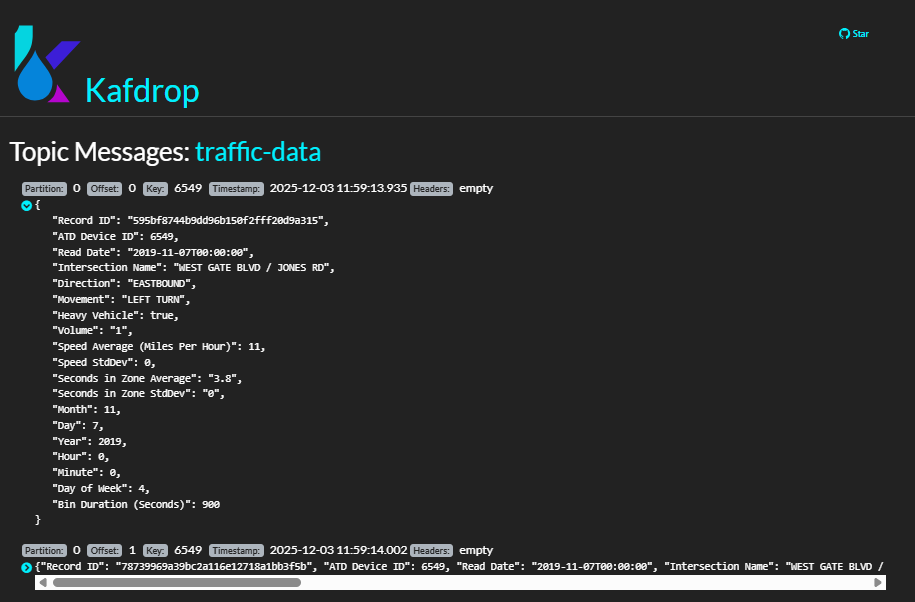 Star
Kafdrop
Topic Messages: traffic-data
Partition: 0 Offset: 0 Key: 6549 Timestamp: 2025-12-03 11:59:13.935 Headers: empty
{
"Record ID": "595bf8744b9dd96b150f2fff20d9a315",
"ATD Device ID": 6549,
"Read Date": "2019-11-07T00:00:00",
"Intersection Name": "WEST GATE BLVD / JONES RD",
"Direction": "EASTBOUND",
"Movement": "LEFT TURN",
"Heavy Vehicle": true,
"Volume": "1",
"Speed Average (Miles Per Hour)": 11,
"Speed StdDev": 0,
"Seconds in Zone Average": "3.8",
"Seconds in Zone StdDev": "0",
"Month": 11,
"Day": 7,
"Year": 2019,
"Hour": 0,
"Minute": 0,
"Day of Week": 4,
"Bin Duration (Seconds)": 900
}
Partition: 0 Offset: 1 Key: 6549 Timestamp: 2025-12-03 11:59:14.002 Headers: empty
{"Record ID": "78739969a39bc2a116e12718a1bb3f5b", "ATD Device ID": 6549, "Read Date": "2019-11-07T00:00:00", "Intersection Name": "WEST GATE BLVD /